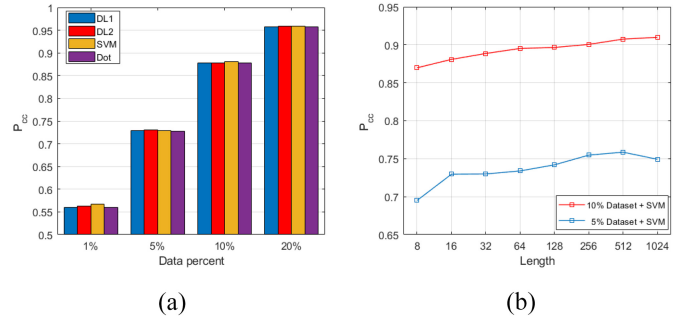 1
0.95
0.9
0.85
0.8
0.75
0.7
0.65
0.6
0.55
0.5
P_cc
DL1
DL2
SVM
Dot
1% 5% 10% 20%
Data percent
(a)
1
0.95
0.9
0.85
0.8
0.75
0.7
0.65
P_cc
10% Dataset + SVM
5% Dataset + SVM
8 16 32 64 128 256 512 1024
Length
(b)